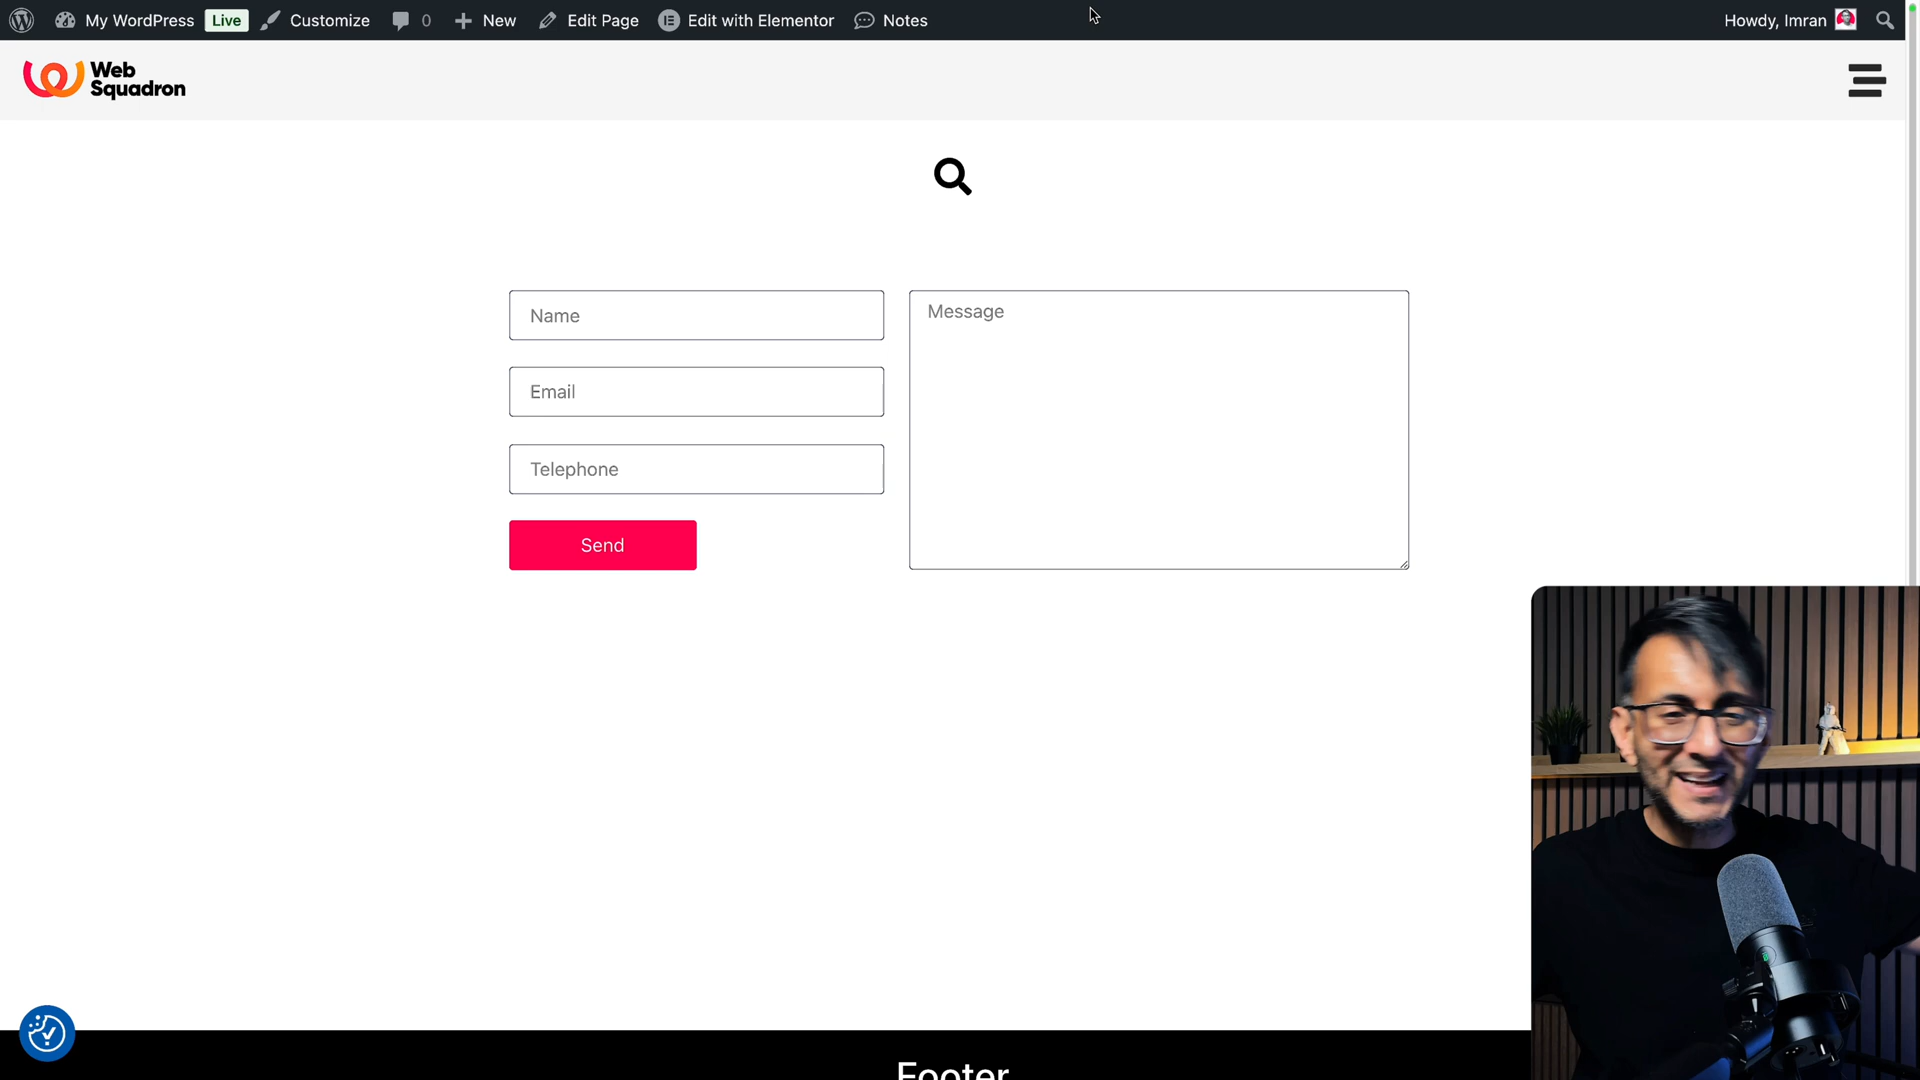 My WordPress Live Customize 0 New Edit Page Edit with Elementor Notes Howdy, Imran
Web
Squadron
Name
Message
Email
Telephone
Send
Footer